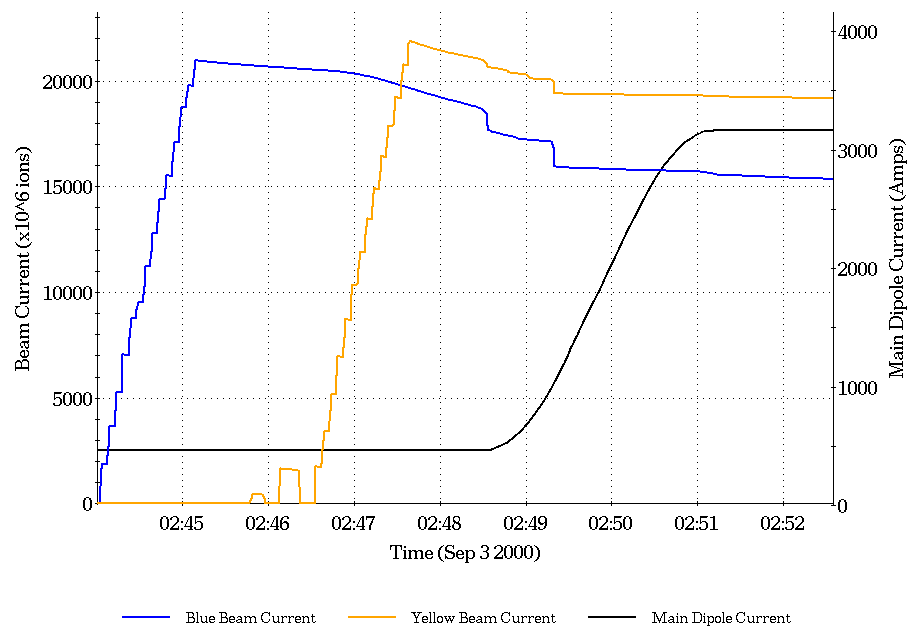 4000
20000
3000
15000
2000
10000
1000
5000
0
0
Beam Current (x10^6 ions)
Main Dipole Current (Amps)
02:45 02:46 02:47 02:48 02:49 02:50 02:51 02:52
Time (Sep 3 2000)
Blue Beam Current Yellow Beam Current Main Dipole Current